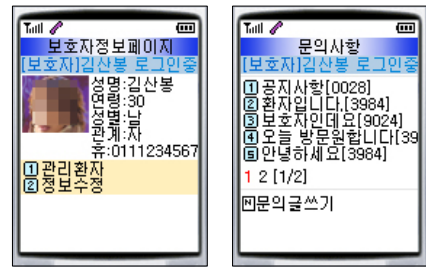 보호자정보페이지
[보호자]김산봉 로그인중
성명:김산봉
연령:30
성별:남
관계:자
휴:0111234567
1 관리환자
2 정보수정
문의사항
[보호자]김산봉 로그인중
1 공지사항[0028]
2 환자입니다.[3984]
3 보호자인데요[9024]
4 오늘 방문원합니다[39
5 안녕하세요[3984]
1 2 [1/2]
N 문의글쓰기